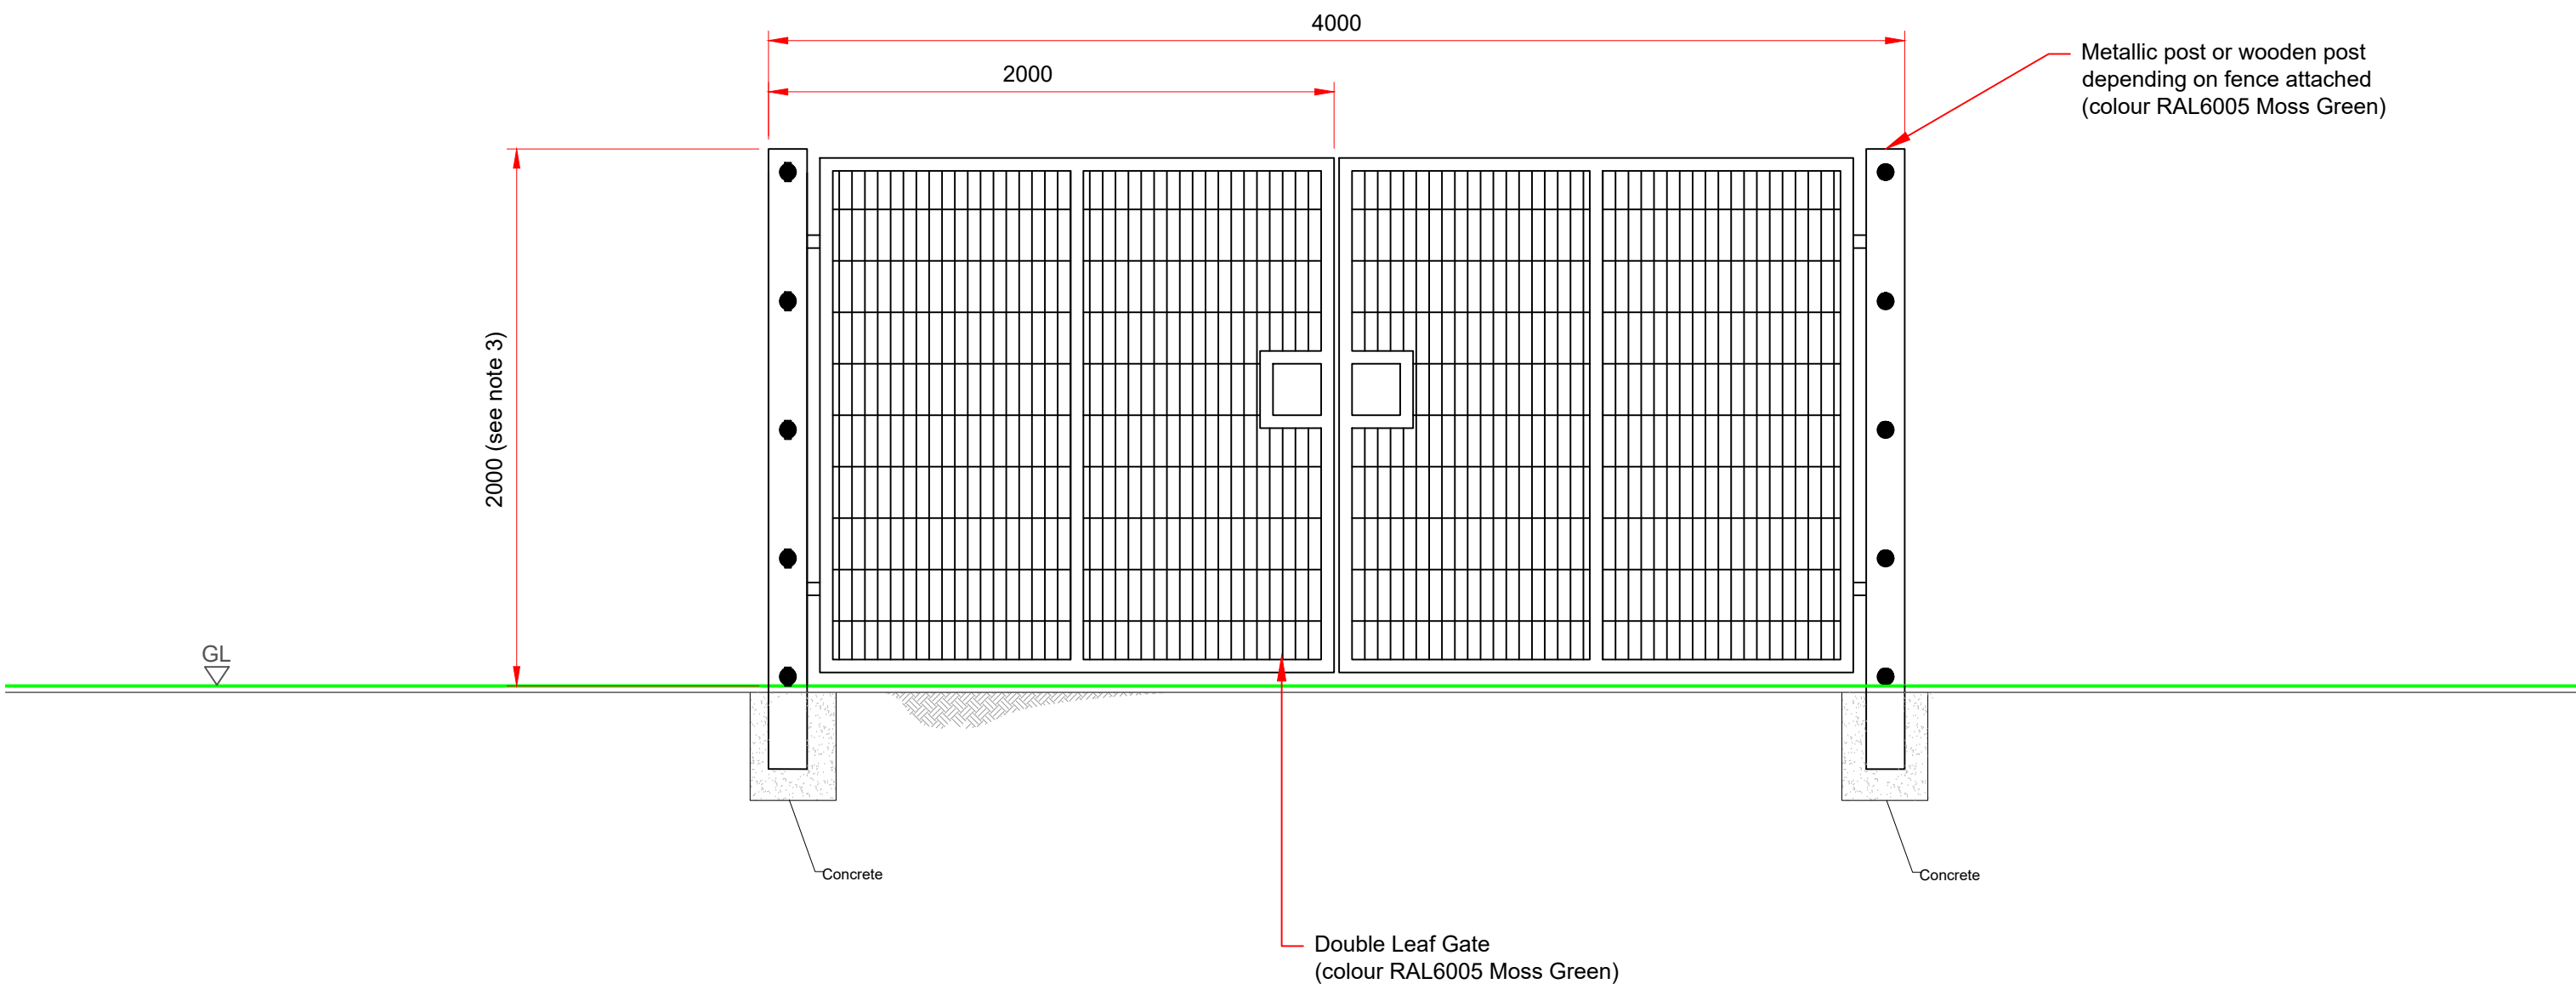 4000
2000
Metallic post or wooden post
depending on fence attached
(colour RAL6005 Moss Green)
2000 (see note 3)
GL
Concrete
Concrete
Double Leaf Gate
(colour RAL6005 Moss Green)